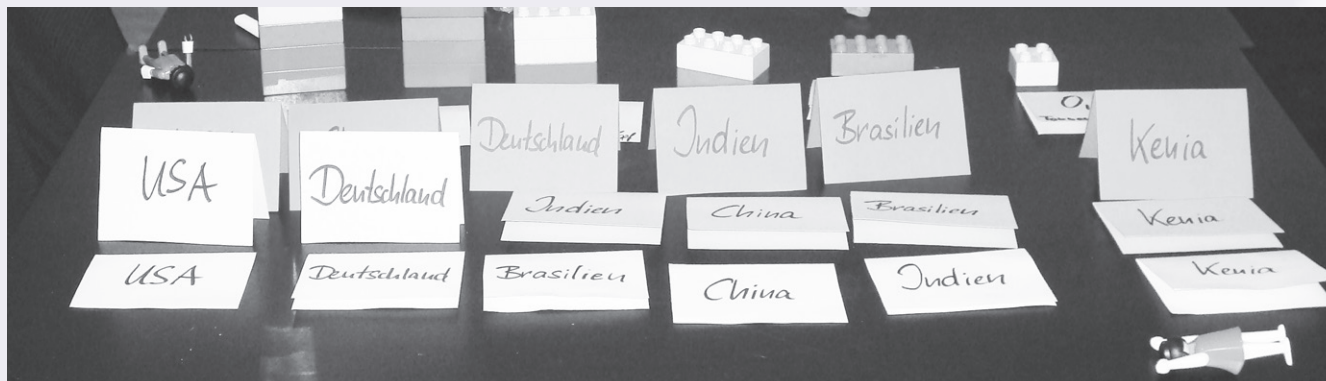 Deutschland
Indien
Brasilien
Kenia
USA
Deutschland
Indien
China
Brasilien
Kenia
USA
Deutschland
Brasilien
China
Indien
Kenia